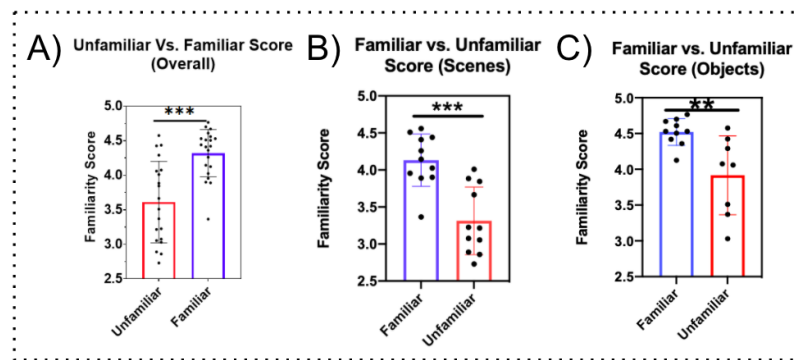 A)
Unfamiliar Vs. Familiar Score
(Overall)
***
Familiarity Score
5.0
4.5
4.0
3.5
3.0
2.5
Unfamiliar
Familiar
B)
Familiar vs. Unfamiliar
Score (Scenes)
***
Familiarity Score
5.0
4.5
4.0
3.5
3.0
2.5
Familiar
Unfamiliar
C)
Familiar vs. Unfamiliar
Score (Objects)
**
Familiarity Score
5.0
4.5
4.0
3.5
3.0
2.5
Familiar
Unfamiliar